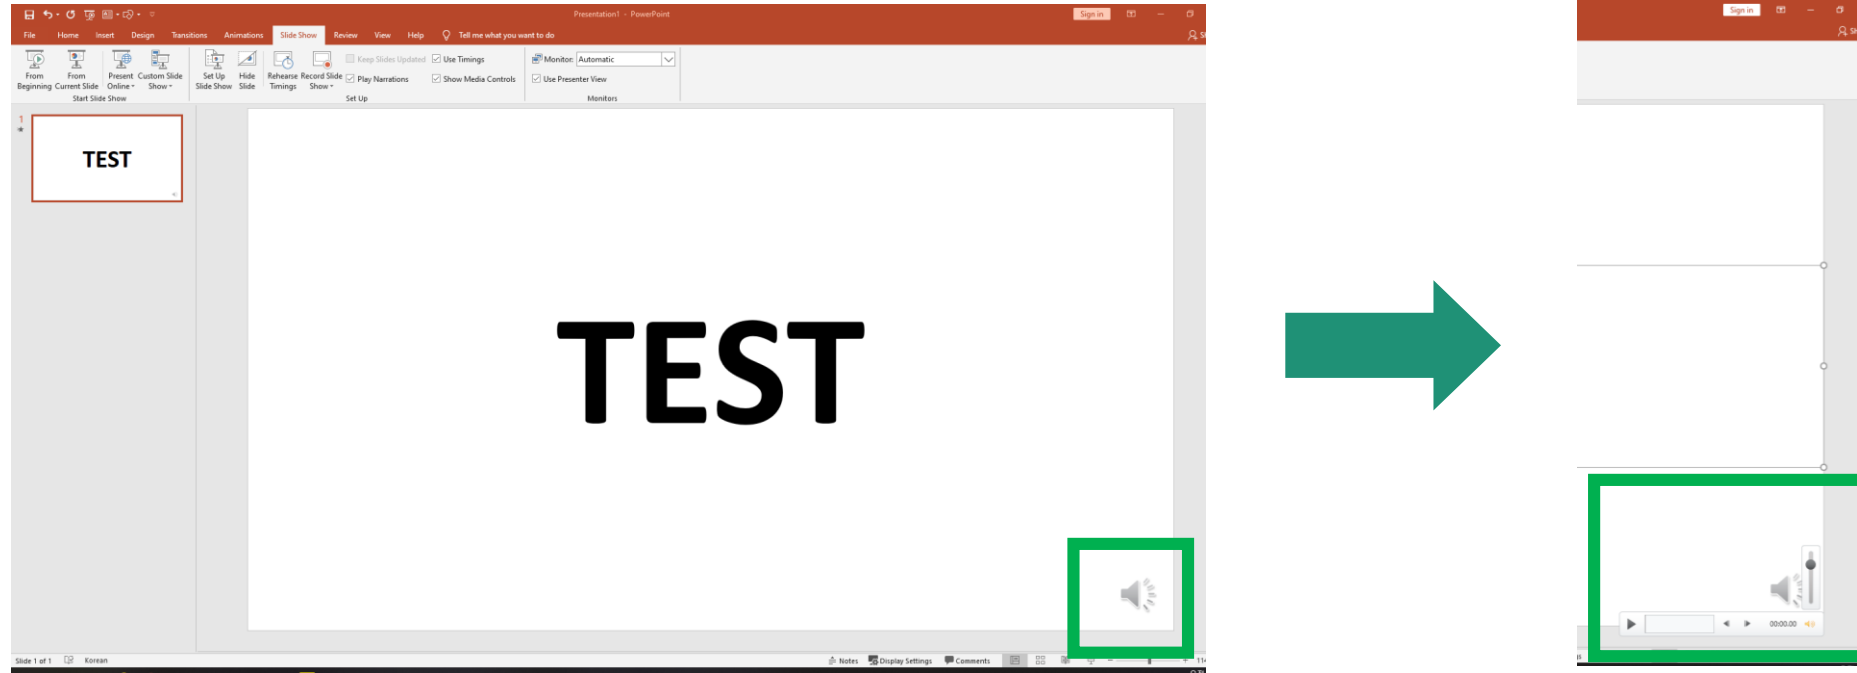 Presentation1 - PowerPoint
Sign in
File Home Insert Design Transitions Animations Slide Show Review View Help Tell me what you want to do
From Beginning
From Current Slide
Present Online
Custom Slide Show
Start Slide Show
Set Up Slide Show
Hide Slide
Rehearse Timings
Record Slide Show
Keep Slides Updated
Use Timings
Play Narrations
Show Media Controls
Set Up
Monitor: Automatic
Use Presenter View
Monitors
1
TEST
TEST
Slide 1 of 1 Korean
Notes Display Settings Comments
Sign in
00:00.00